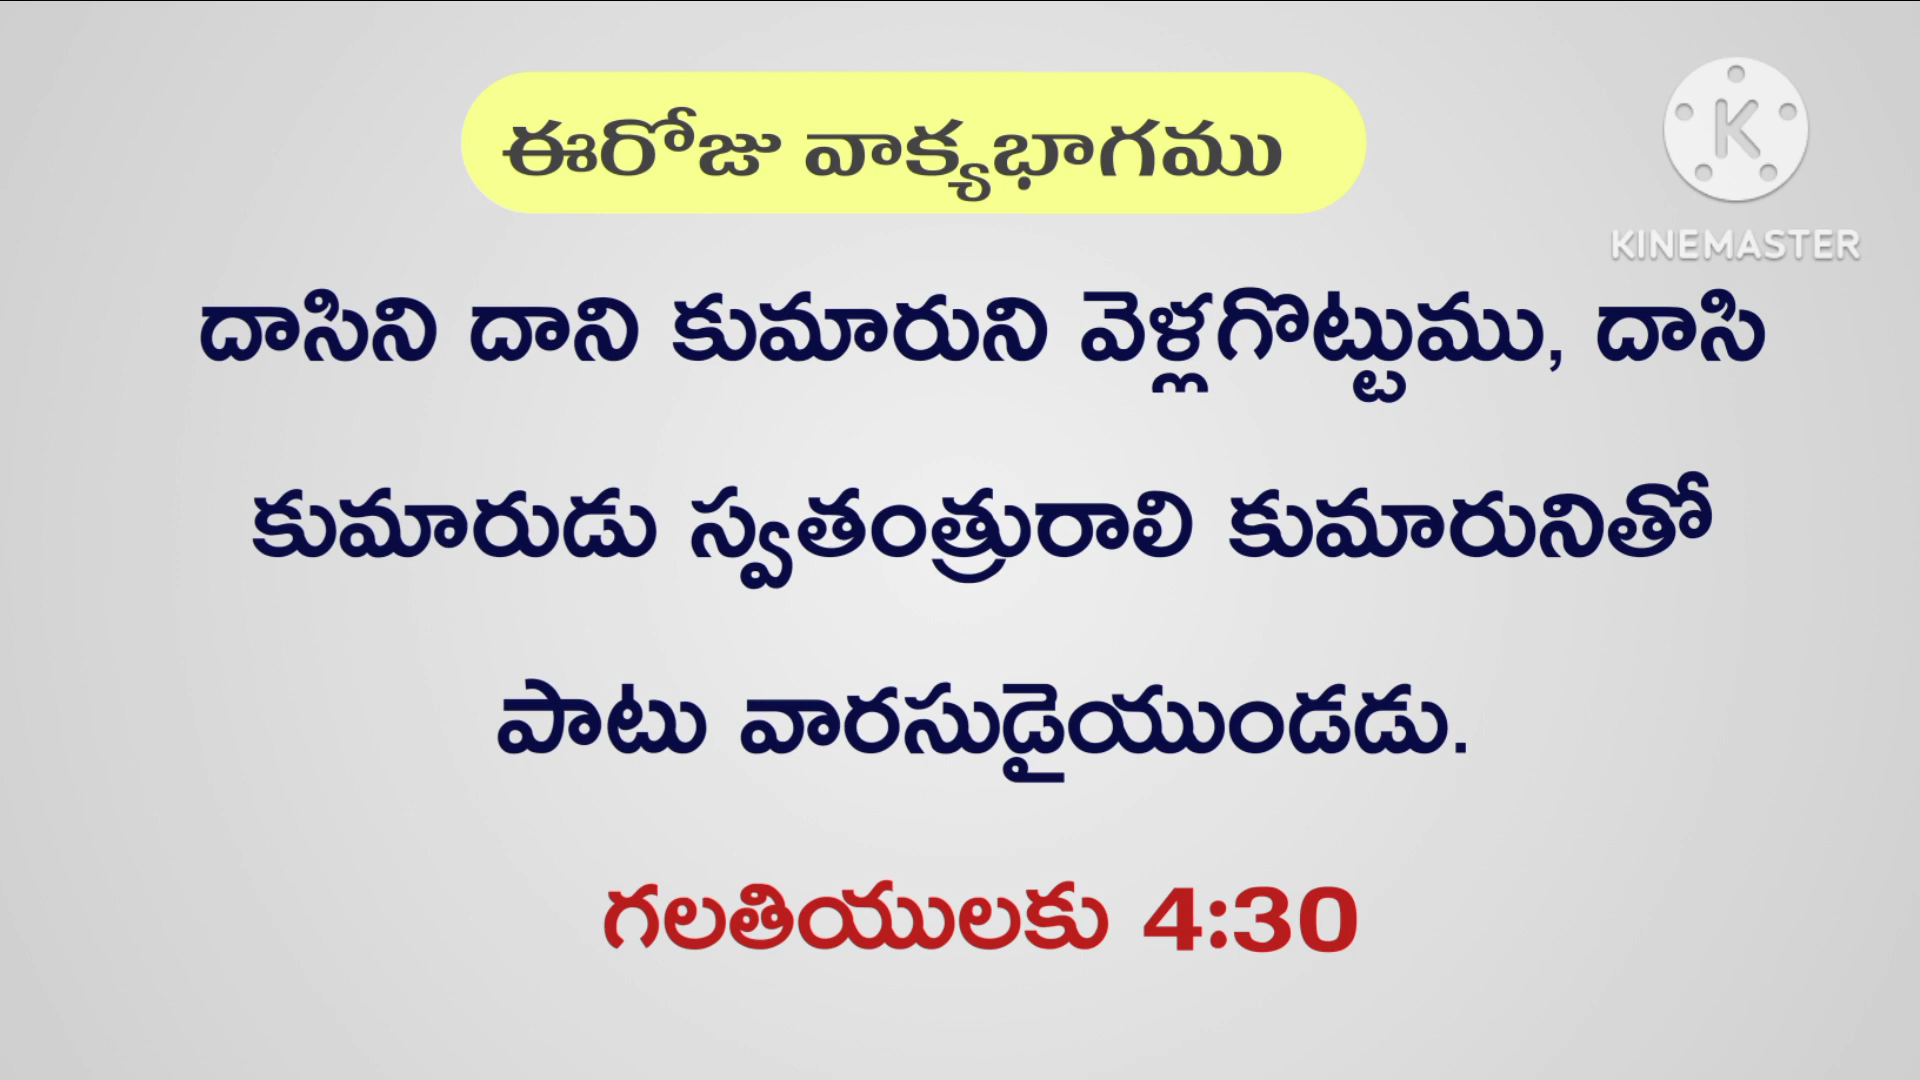 ఈరోజు వాక్యభాగము
K
KINEMASTER
దాసిని దాని కుమారుని వెళ్లగొట్టుము, దాసి
కుమారుడు స్వతంత్రురాలి కుమారునితో
పాటు వారసుడైయుండడు.
గలతియులకు 4:30